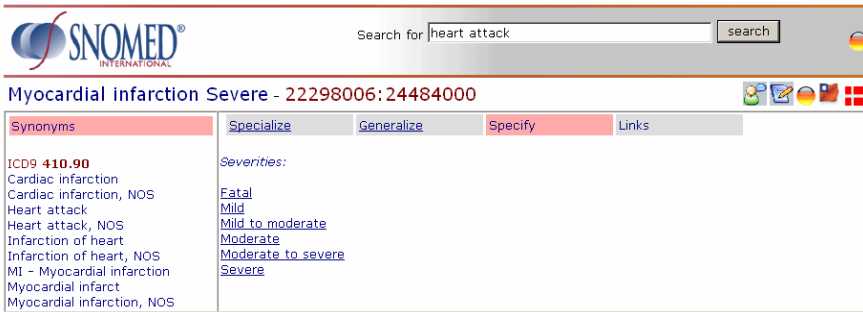 SNOMED®
INTERNATIONAL
Search for heart attack search
Myocardial infarction Severe - 22298006:24484000
Synonyms
Specialize Generalize Specify Links
ICD9 410.90
Cardiac infarction
Cardiac infarction, NOS
Heart attack
Heart attack, NOS
Infarction of heart
Infarction of heart, NOS
MI - Myocardial infarction
Myocardial infarct
Myocardial infarction, NOS
Severities:
Fatal
Mild
Mild to moderate
Moderate
Moderate to severe
Severe